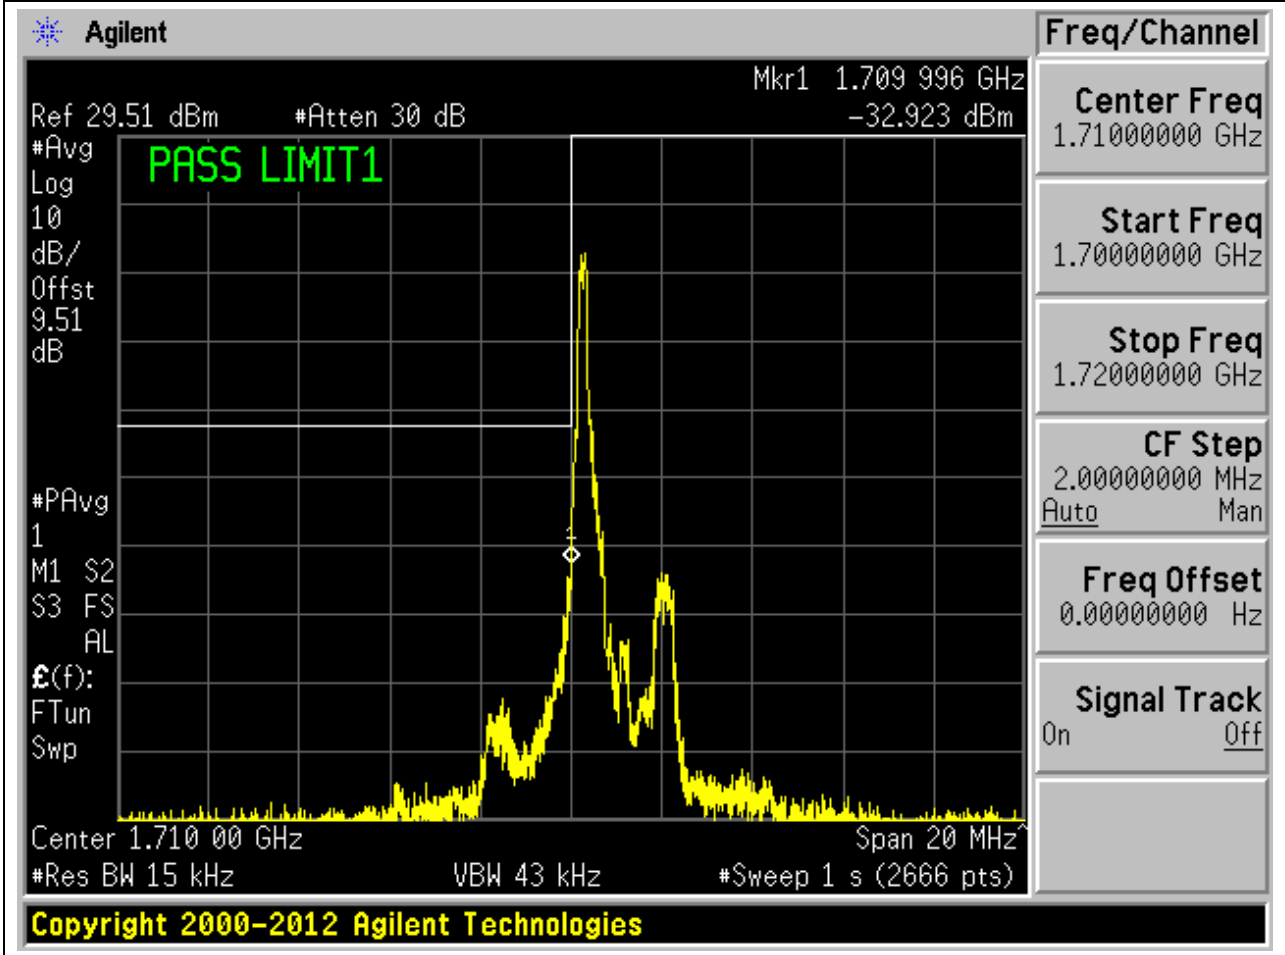 Agilent
Freq/Channel
Mkr1 1.709 996 GHz
Ref 29.51 dBm #Atten 30 dB -32.923 dBm
#Avg
Log
10
dB/
Offst
9.51
dB
PASS LIMIT1
#PAvg
1
M1 S2
S3 FS
AL
£(f):
FTun
Swp
1
Center 1.710 00 GHz Span 20 MHz^
#Res BW 15 kHz VBW 43 kHz #Sweep 1 s (2666 pts)
Center Freq
1.71000000 GHz
Start Freq
1.70000000 GHz
Stop Freq
1.72000000 GHz
CF Step
2.00000000 MHz
Auto Man
Freq Offset
0.00000000 Hz
Signal Track
On Off
Copyright 2000-2012 Agilent Technologies